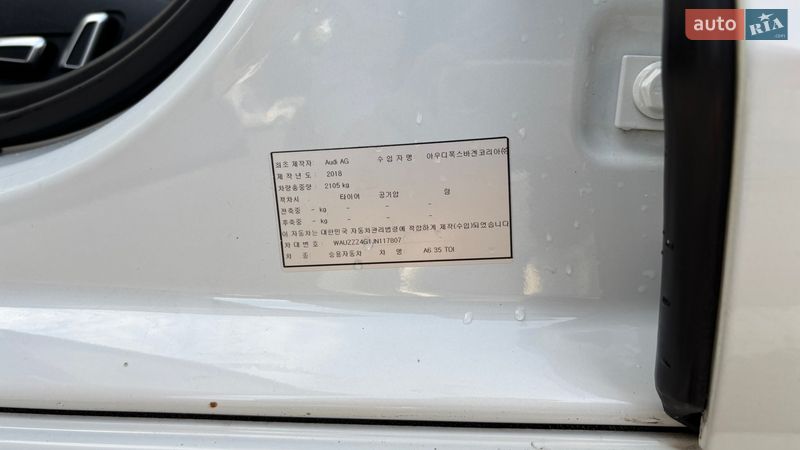 auto RIA .com
최초 제작자: Audi AG 수 입 자 명 아우디폭스바겐코리아㈜
제 작 년 도 : 2018
차량총중량 : 2105 kg
적차시 : 타이어 공기압 량
전축중 - kg - -
후축중 - kg - -
이 자동차는 대한민국 자동차관리법령에 적합하게 제작(수입)되었습니다
차 대 번 호 : WAUZZZ4G1JN117807
차 종 : 승용자동차 차 명 A6 35 TDI